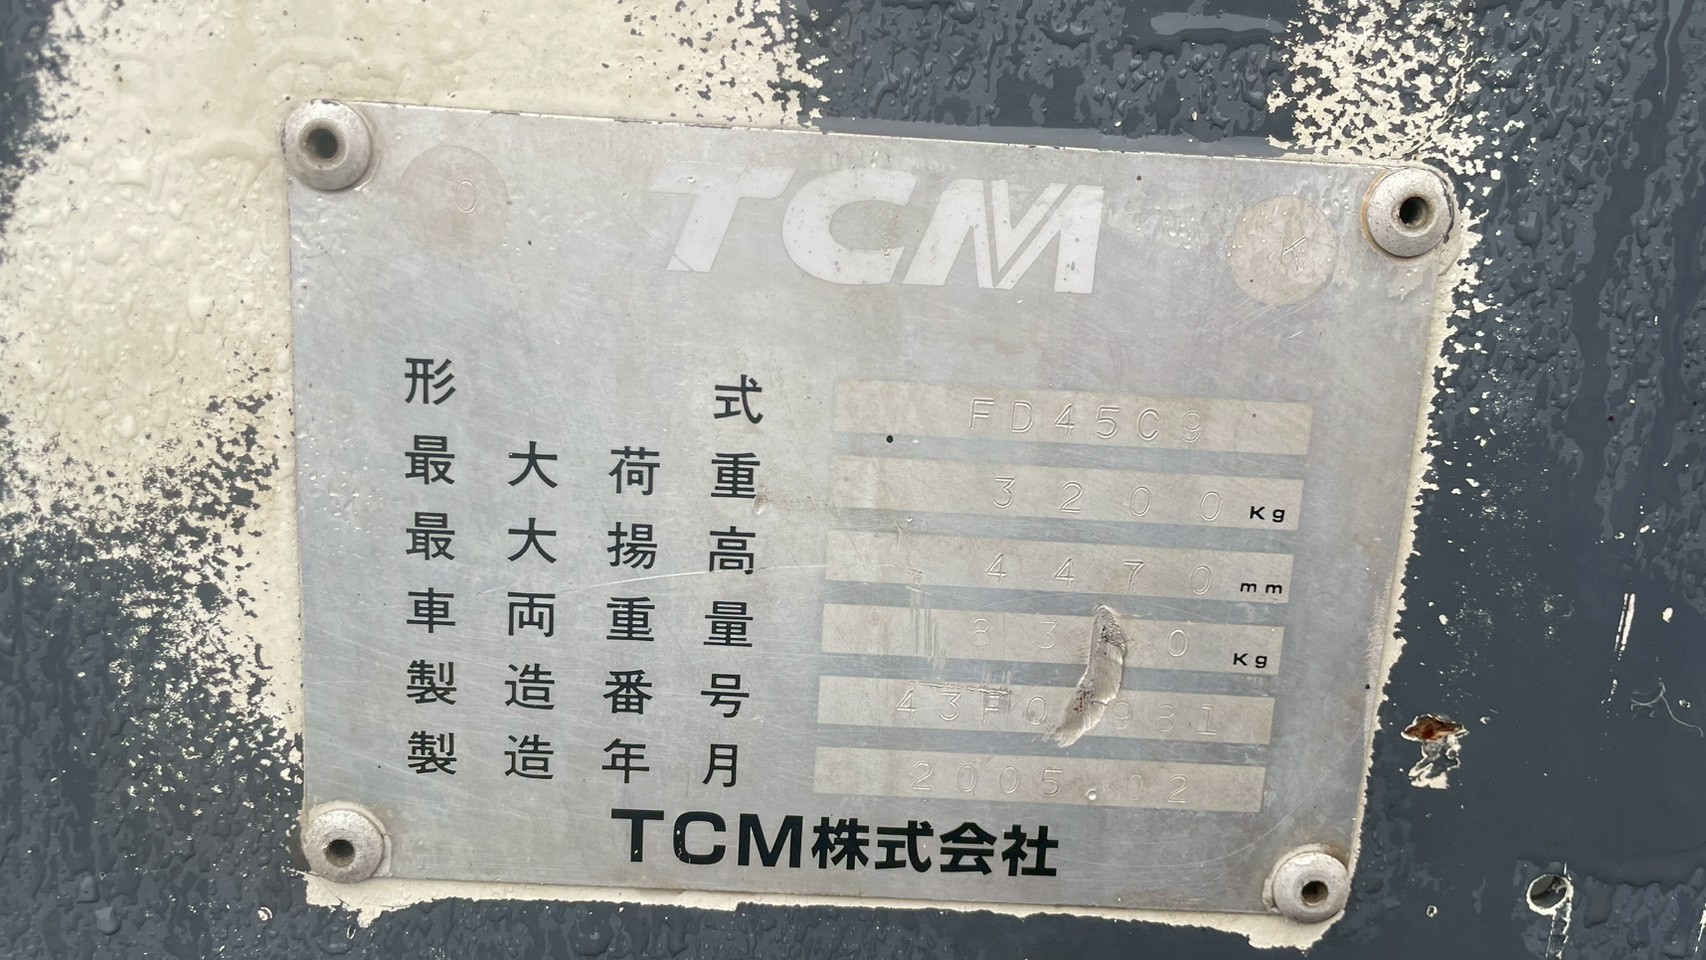 O
TCM
K
形式 FD45C9
最大荷重 3200 Kg
最大揚高 4470 mm
車両重量 Kg
製造番号
製造年月 2005.02
TCM株式会社